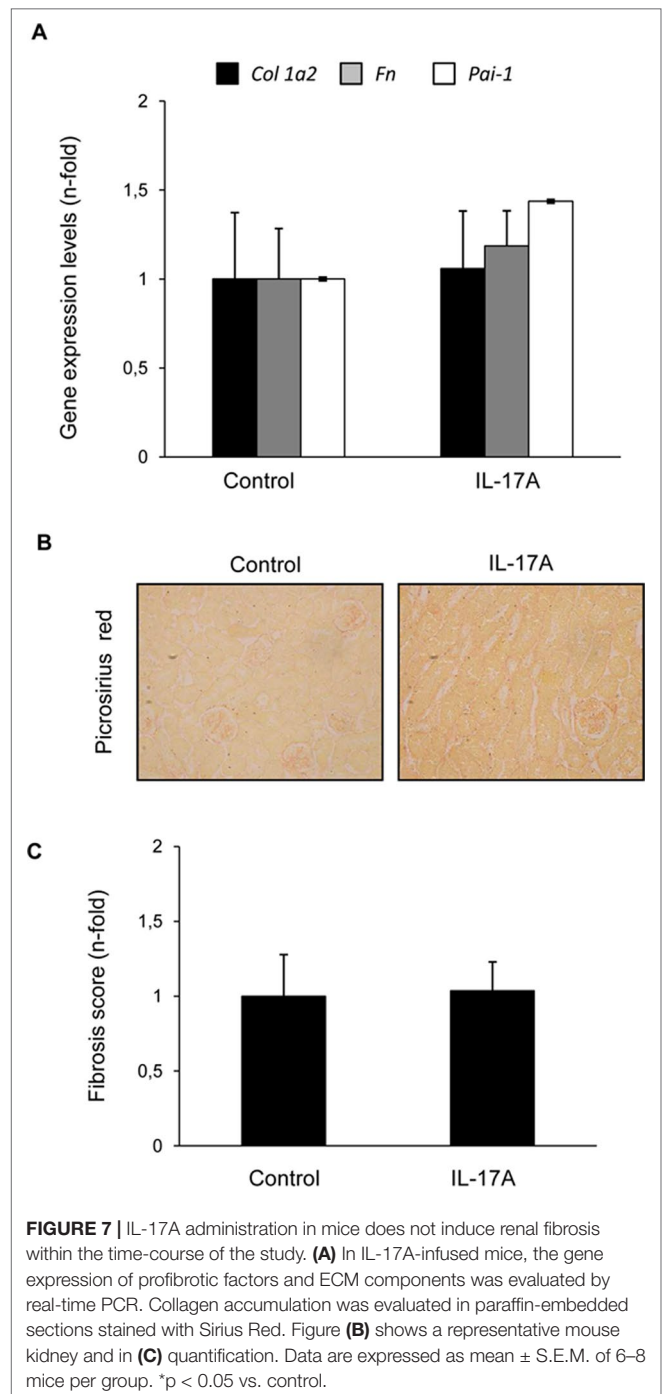 A
Col 1a2 Fn Pai-1
Gene expression levels (n-fold)
2
1,5
1
0,5
0
Control IL-17A
B
Control IL-17A
Picrosirius red
C
Fibrosis score (n-fold)
2
1,5
1
0,5
0
Control IL-17A
FIGURE 7 | IL-17A administration in mice does not induce renal fibrosis
within the time-course of the study. (A) In IL-17A-infused mice, the gene
expression of profibrotic factors and ECM components was evaluated by
real-time PCR. Collagen accumulation was evaluated in paraffin-embedded
sections stained with Sirius Red. Figure (B) shows a representative mouse
kidney and in (C) quantification. Data are expressed as mean ± S.E.M. of 6–8
mice per group. *p < 0.05 vs. control.